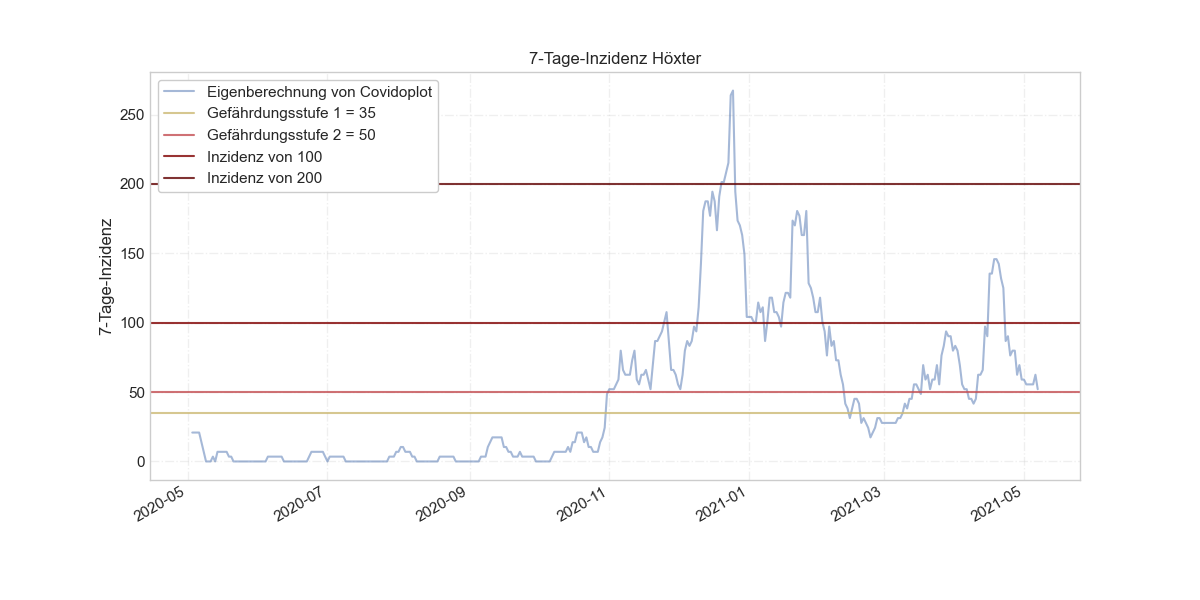 7-Tage-Inzidenz Höxter
Eigenberechnung von Covidoplot
Gefährdungsstufe 1 = 35
Gefährdungsstufe 2 = 50
Inzidenz von 100
Inzidenz von 200
7-Tage-Inzidenz
250
200
150
100
50
0
2020-05
2020-07
2020-09
2020-11
2021-01
2021-03
2021-05